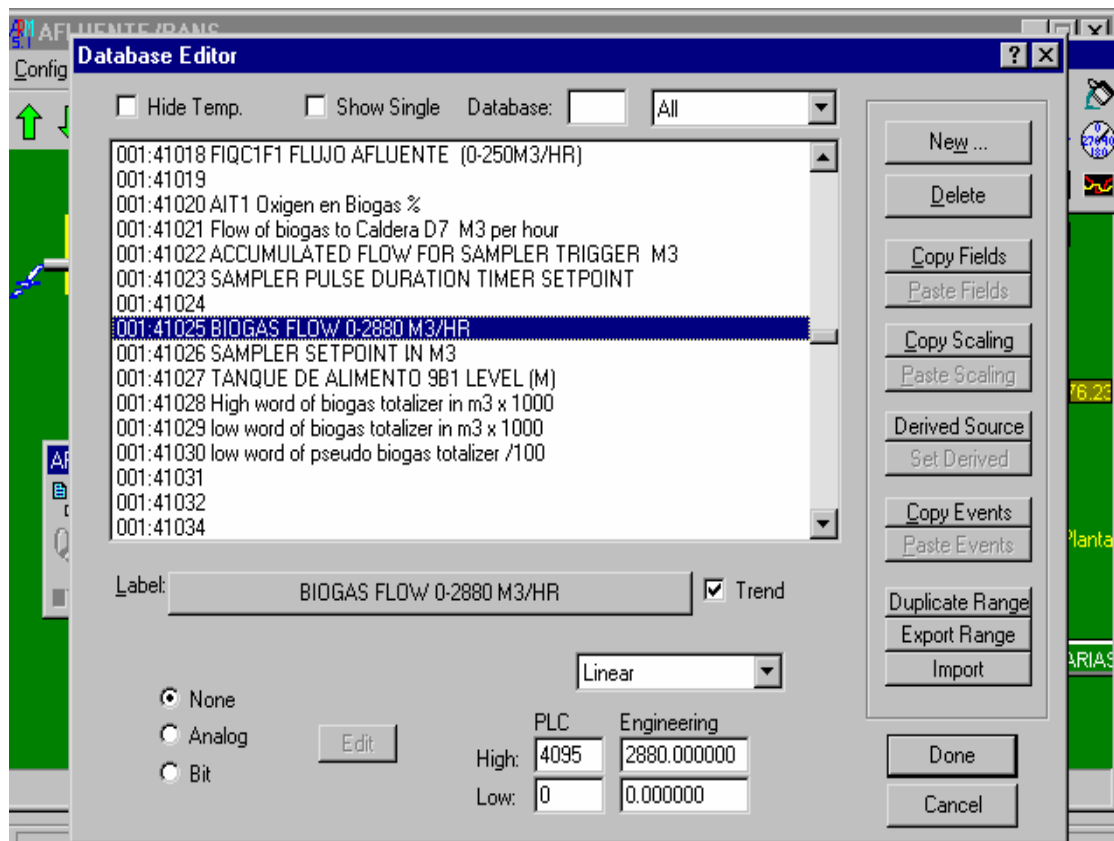 AFLUENTE/RANS
Config
Database Editor
Hide Temp.
Show Single
Database:
All
001:41018 FIQC1F1 FLUJO AFLUENTE (0-250M3/HR)
001:41019
001:41020 AIT1 Oxigen en Biogas %
001:41021 Flow of biogas to Caldera D7 M3 per hour
001:41022 ACCUMULATED FLOW FOR SAMPLER TRIGGER M3
001:41023 SAMPLER PULSE DURATION TIMER SETPOINT
001:41024
001:41025 BIOGAS FLOW 0-2880 M3/HR
001:41026 SAMPLER SETPOINT IN M3
001:41027 TANQUE DE ALIMENTO 9B1 LEVEL (M)
001:41028 High word of biogas totalizer in m3 x 1000
001:41029 low word of biogas totalizer in m3 x 1000
001:41030 low word of pseudo biogas totalizer /100
001:41031
001:41032
001:41034
Label:
BIOGAS FLOW 0-2880 M3/HR
Trend
Linear
None
Analog
Bit
Edit
PLC Engineering
High: 4095 2880.000000
Low: 0 0.000000
New ...
Delete
Copy Fields
Paste Fields
Copy Scaling
Paste Scaling
Derived Source
Set Derived
Copy Events
Paste Events
Duplicate Range
Export Range
Import
Done
Cancel
76.23
Planta
ARIAS